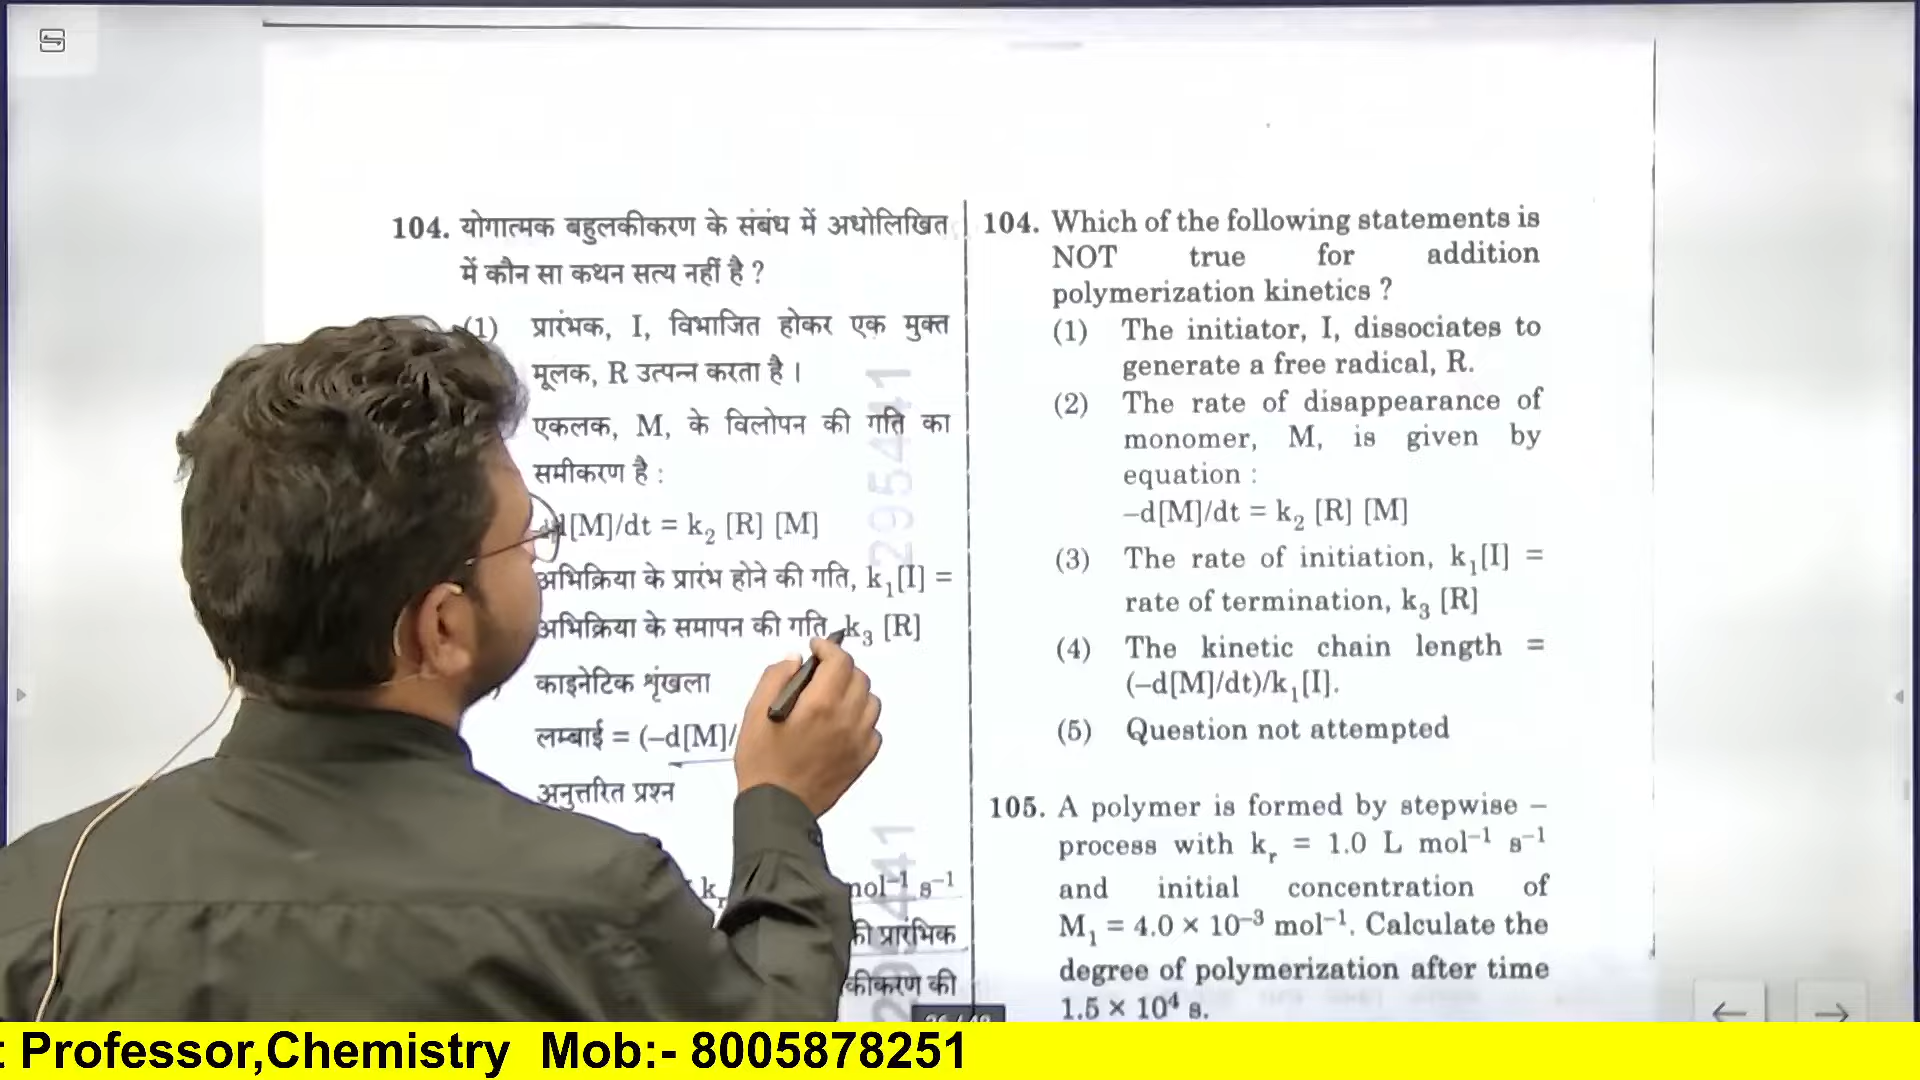 104. योगात्मक बहुलकीकरण के संबंध में अधोलिखित
में कौन सा कथन सत्य नहीं है ?
(1) प्रारंभक, I, विभाजित होकर एक मुक्त
मूलक, R उत्पन्न करता है ।
एकलक, M, के विलोपन की गति का
समीकरण है :
d[M]/dt = k₂ [R] [M]
अभिक्रिया के प्रारंभ होने की गति, k₁[I] =
अभिक्रिया के समापन की गति, k₃ [R]
काइनेटिक शृंखला
लम्बाई = (–d[M]/
अनुत्तरित प्रश्न
mol⁻¹ s⁻¹
की प्रारंभिक
की
295441
295441
104. Which of the following statements is
NOT true for addition
polymerization kinetics ?
(1) The initiator, I, dissociates to
generate a free radical, R.
(2) The rate of disappearance of
monomer, M, is given by
equation :
–d[M]/dt = k₂ [R] [M]
(3) The rate of initiation, k₁[I] =
rate of termination, k₃ [R]
(4) The kinetic chain length =
(–d[M]/dt)/k₁[I].
(5) Question not attempted
105. A polymer is formed by stepwise –
process with kᵣ = 1.0 L mol⁻¹ s⁻¹
and initial concentration of
M₁ = 4.0 × 10⁻³ mol⁻¹. Calculate the
degree of polymerization after time
1.5 × 10⁴ s.
Professor,Chemistry Mob:- 8005878251